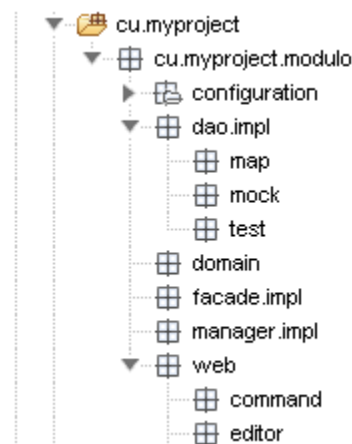 cu.myproject
cu.myproject.modulo
configuration
dao.impl
map
mock
test
domain
facade.impl
manager.impl
web
command
editor